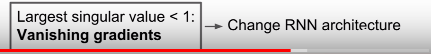 Largest singular value < 1:
Vanishing gradients
Change RNN architecture